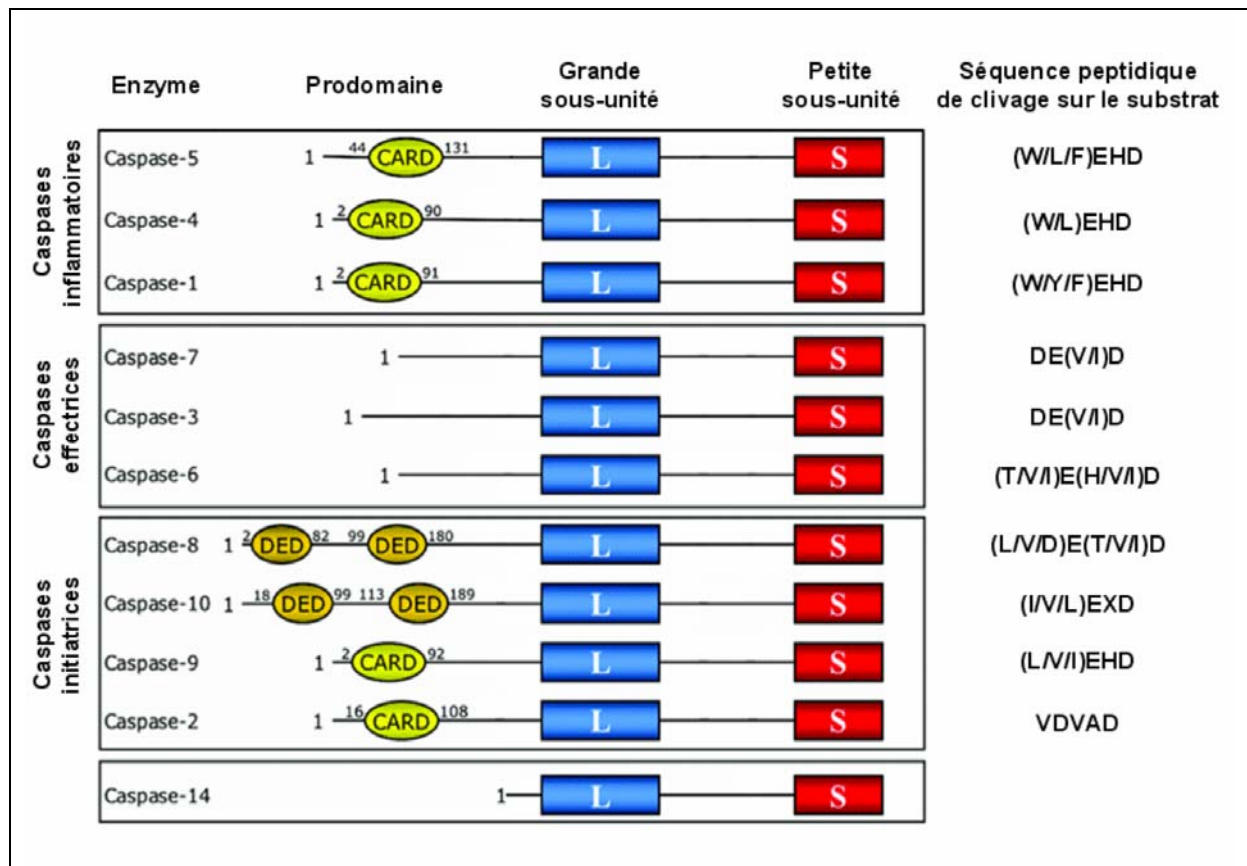 Enzyme Prodomaine Grande sous-unité Petite sous-unité Séquence peptidique de clivage sur le substrat
Caspases inflammatoires
Caspase-5 1 44 CARD 131 L S (W/L/F)EHD
Caspase-4 1 2 CARD 90 L S (W/L)EHD
Caspase-1 1 2 CARD 91 L S (W/Y/F)EHD
Caspases effectrices
Caspase-7 1 L S DE(V/I)D
Caspase-3 1 L S DE(V/I)D
Caspase-6 1 L S (T/V/I)E(H/V/I)D
Caspases initiatrices
Caspase-8 1 2 DED 82 99 DED 180 L S (L/V/D)E(T/V/I)D
Caspase-10 1 18 DED 99 113 DED 189 L S (I/V/L)EXD
Caspase-9 1 2 CARD 92 L S (L/V/I)EHD
Caspase-2 1 16 CARD 108 L S VDVAD
Caspase-14 1 L S